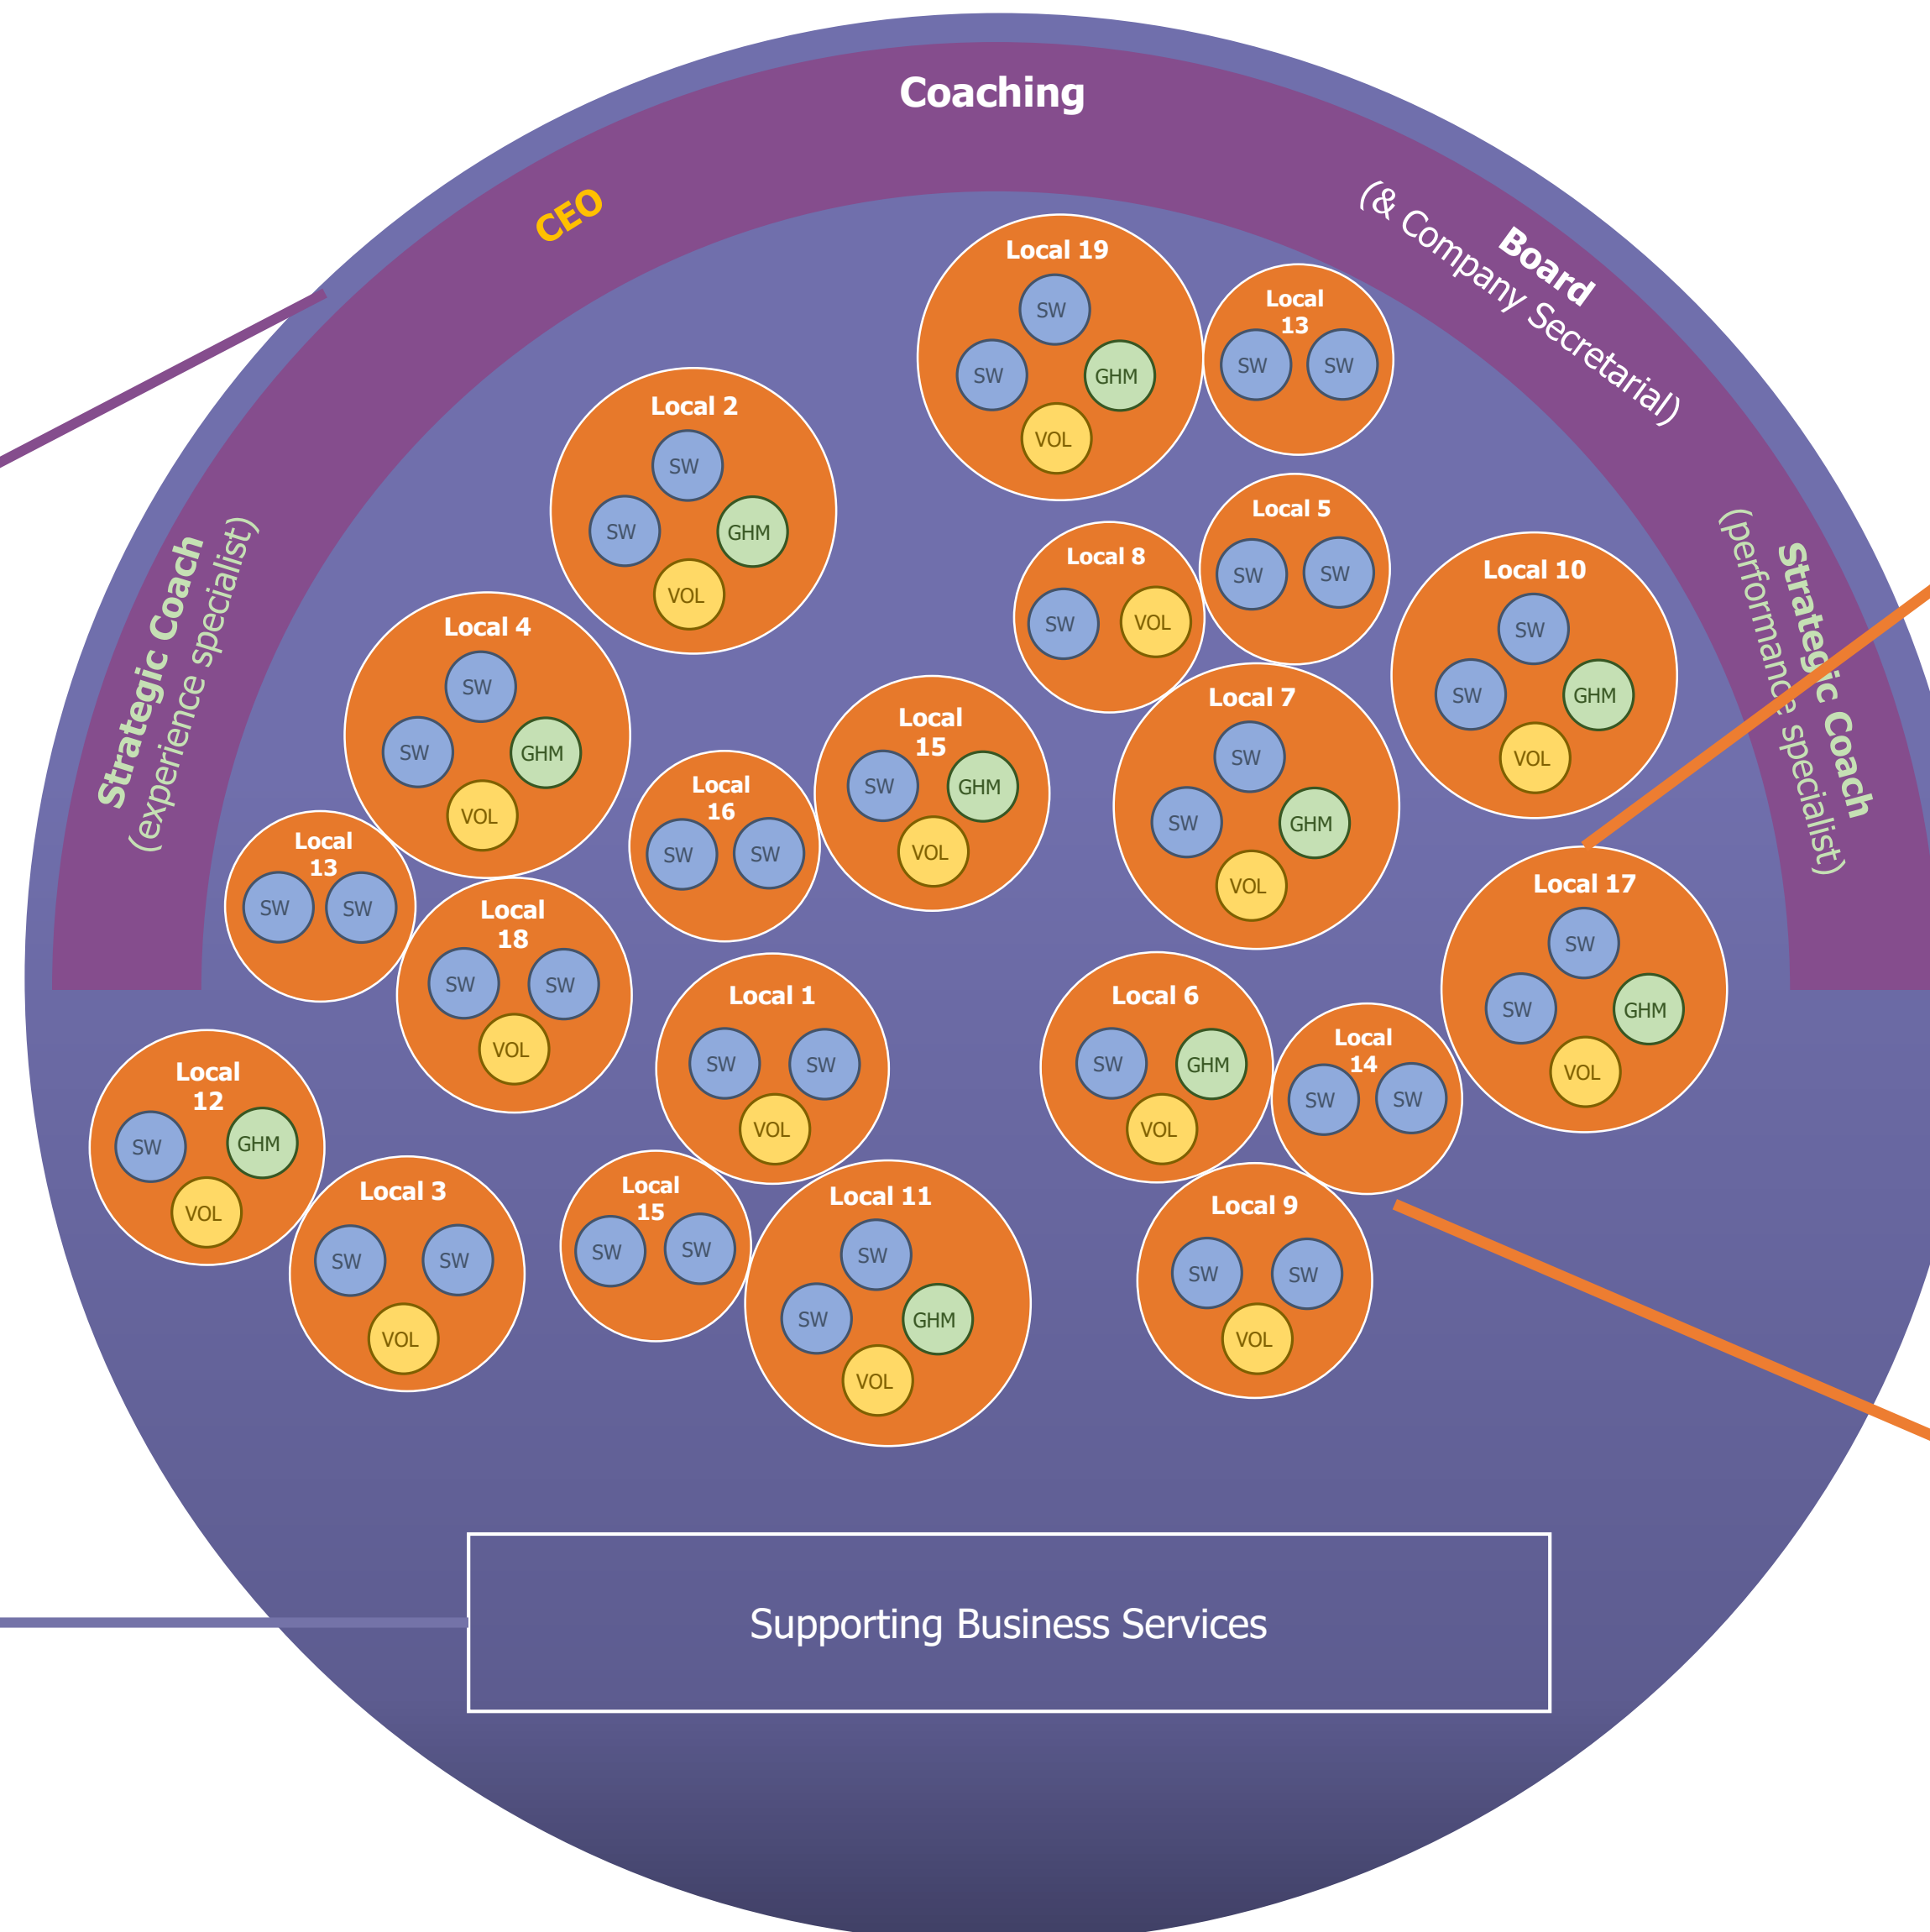 Coaching
CEO
Board
(& Company Secretarial)
Strategic Coach
(experience specialist)
Strategic Coach
(performance specialist)
Local 19
SW
SW
GHM
VOL
Local
13
SW
SW
Local 2
SW
SW
GHM
VOL
Local 5
SW
SW
Local 8
SW
VOL
Local 10
SW
SW
GHM
VOL
Local 4
SW
SW
GHM
VOL
Local 7
SW
SW
GHM
VOL
Local
15
SW
GHM
VOL
Local
16
SW
SW
Local
13
SW
SW
Local 17
SW
SW
GHM
VOL
Local
18
SW
SW
VOL
Local 1
SW
SW
VOL
Local 6
SW
GHM
VOL
Local
14
SW
SW
Local
12
SW
GHM
VOL
Local 3
SW
SW
VOL
Local
15
SW
SW
Local 11
SW
SW
GHM
VOL
Local 9
SW
SW
VOL
Supporting Business Services